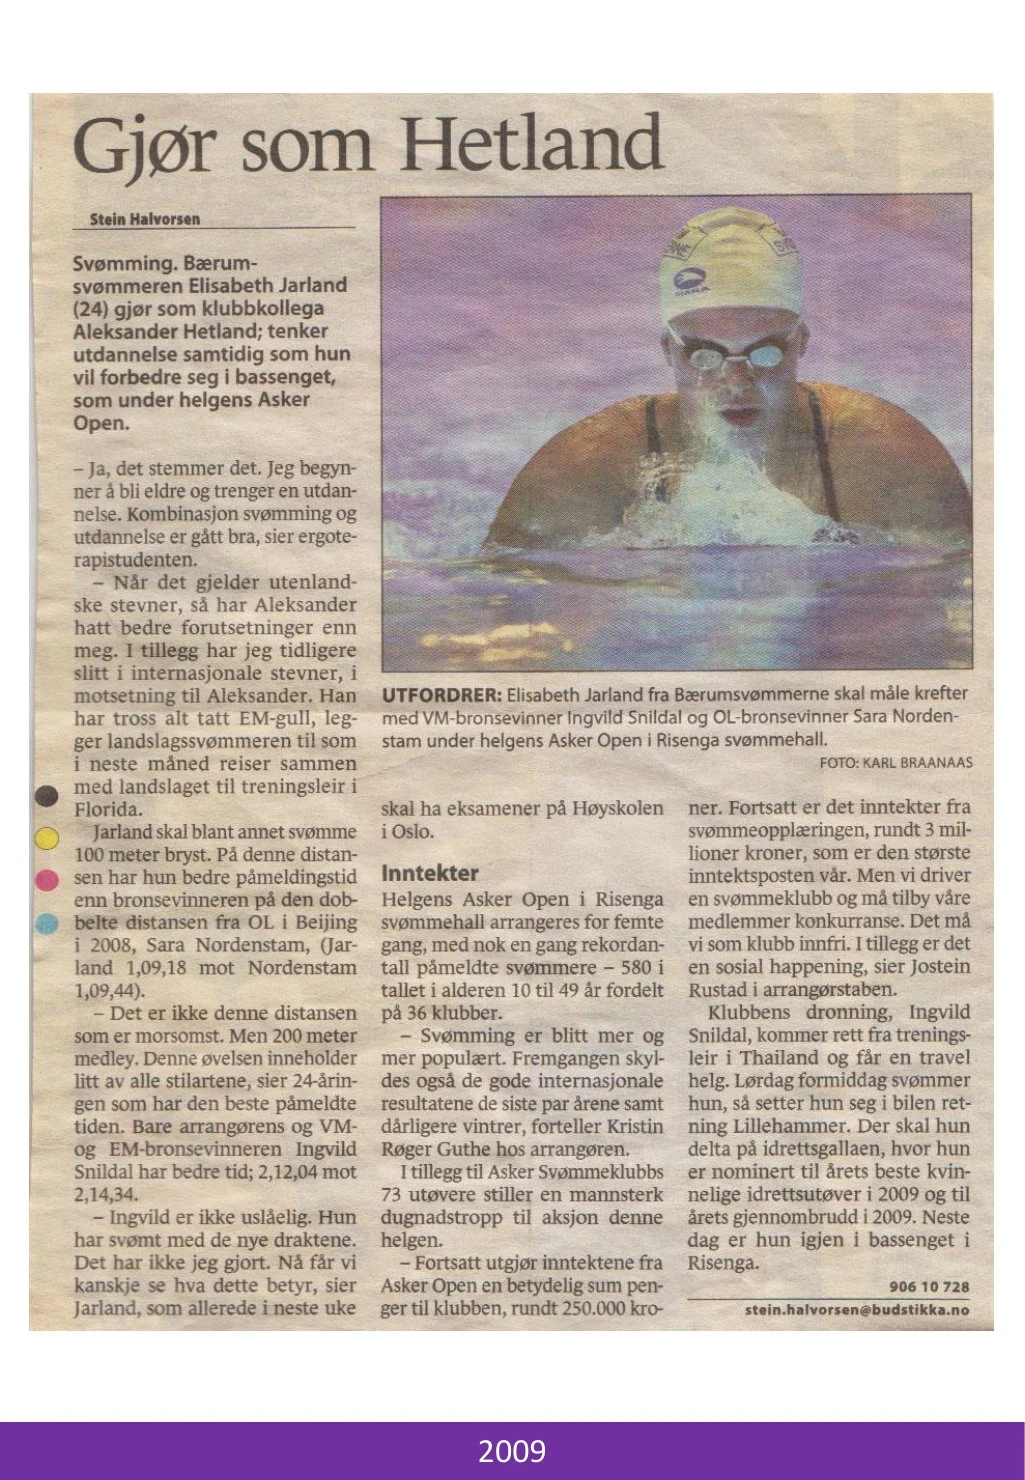 Gjør som Hetland
Stein Halvorsen
Svømming. Bærum-
svømmeren Elisabeth Jarland
(24) gjør som klubbkollega
Aleksander Hetland; tenker
utdannelse samtidig som hun
vil forbedre seg i bassenget,
som under helgens Asker
Open.
– Ja, det stemmer det. Jeg begyn-
ner å bli eldre og trenger en utdan-
nelse. Kombinasjon svømming og
utdannelse er gått bra, sier ergote-
rapistudenten.
– Når det gjelder utenland-
ske stevner, så har Aleksander
hatt bedre forutsetninger enn
meg. I tillegg har jeg tidligere
slitt i internasjonale stevner, i
motsetning til Aleksander. Han
har tross alt tatt EM-gull, leg-
ger landslagssvømmeren til som
i neste måned reiser sammen
med landslaget til treningsleir i
Florida.
Jarland skal blant annet svømme
100 meter bryst. På denne distan-
sen har hun bedre påmeldingstid
enn bronsevinneren på den dob-
belte distansen fra OL i Beijing
i 2008, Sara Nordenstam, (Jar-
land 1,09,18 mot Nordenstam
1,09,44).
– Det er ikke denne distansen
som er morsomst. Men 200 meter
medley. Denne øvelsen inneholder
litt av alle stilartene, sier 24-årin-
gen som har den beste påmeldte
tiden. Bare arrangørens og VM-
og EM-bronsevinneren Ingvild
Snildal har bedre tid; 2,12,04 mot
2,14,34.
– Ingvild er ikke uslåelig. Hun
har svømt med de nye draktene.
Det har ikke jeg gjort. Nå får vi
kanskje se hva dette betyr, sier
Jarland, som allerede i neste uke
DIANA
UTFORDRER: Elisabeth Jarland fra Bærumsvømmerne skal måle krefter
med VM-bronsevinner Ingvild Snildal og OL-bronsevinner Sara Norden-
stam under helgens Asker Open i Risenga svømmehall.
FOTO: KARL BRAANAAS
skal ha eksamener på Høyskolen
i Oslo.
Inntekter
Helgens Asker Open i Risenga
svømmehall arrangeres for femte
gang, med nok en gang rekordan-
tall påmeldte svømmere – 580 i
tallet i alderen 10 til 49 år fordelt
på 36 klubber.
– Svømming er blitt mer og
mer populært. Fremgangen skyl-
des også de gode internasjonale
resultatene de siste par årene samt
dårligere vintrer, forteller Kristin
Røger Guthe hos arrangøren.
I tillegg til Asker Svømmeklubbs
73 utøvere stiller en mannsterk
dugnadstropp til aksjon denne
helgen.
– Fortsatt utgjør inntektene fra
Asker Open en betydelig sum pen-
ger til klubben, rundt 250.000 kro-
ner. Fortsatt er det inntekter fra
svømmeopplæringen, rundt 3 mil-
lioner kroner, som er den største
inntektsposten vår. Men vi driver
en svømmeklubb og må tilby våre
medlemmer konkurranse. Det må
vi som klubb innfri. I tillegg er det
en sosial happening, sier Jostein
Rustad i arrangørstaben.
Klubbens dronning, Ingvild
Snildal, kommer rett fra trenings-
leir i Thailand og får en travel
helg. Lørdag formiddag svømmer
hun, så setter hun seg i bilen ret-
ning Lillehammer. Der skal hun
delta på idrettsgallaen, hvor hun
er nominert til årets beste kvin-
nelige idrettsutøver i 2009 og til
årets gjennombrudd i 2009. Neste
dag er hun igjen i bassenget i
Risenga.
906 10 728
stein.halvorsen@budstikka.no
2009